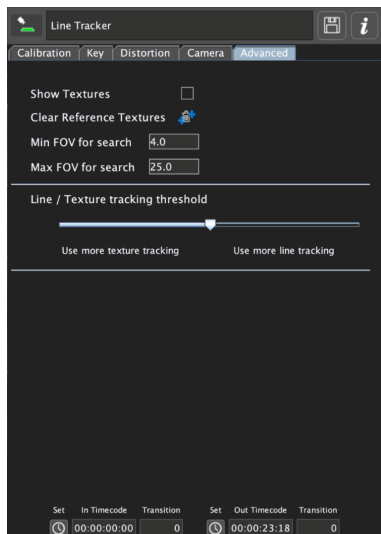 Line Tracker
i
Calibration Key Distortion Camera Advanced
Show Textures
Clear Reference Textures
Min FOV for search 4.0
Max FOV for search 25.0
Line / Texture tracking threshold
Use more texture tracking Use more line tracking
Set In Timecode Transition Set Out Timecode Transition
00:00:00:00 0 00:00:23:18 0